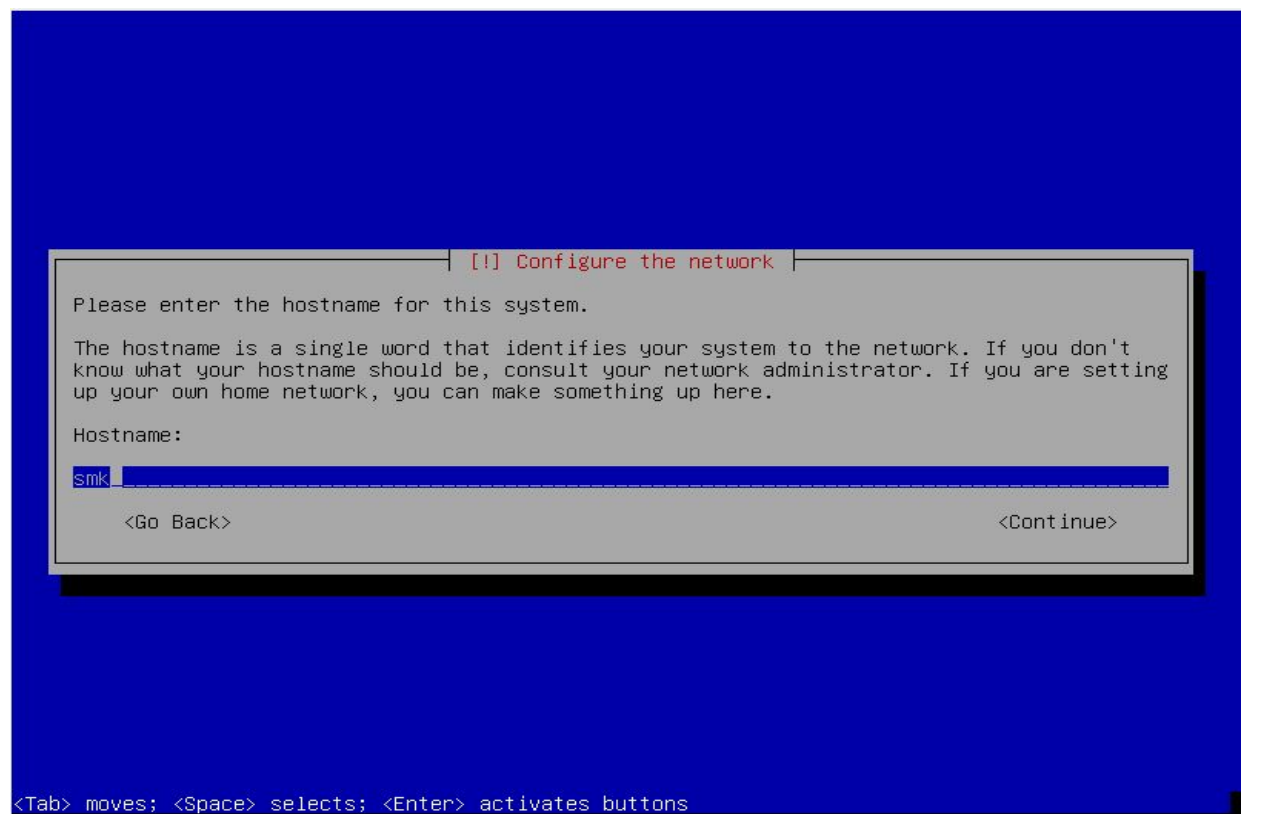 [!] Configure the network
Please enter the hostname for this system.
The hostname is a single word that identifies your system to the network. If you don't
know what your hostname should be, consult your network administrator. If you are setting
up your own home network, you can make something up here.
Hostname:
smk
<Go Back> <Continue>
<Tab> moves; <Space> selects; <Enter> activates buttons